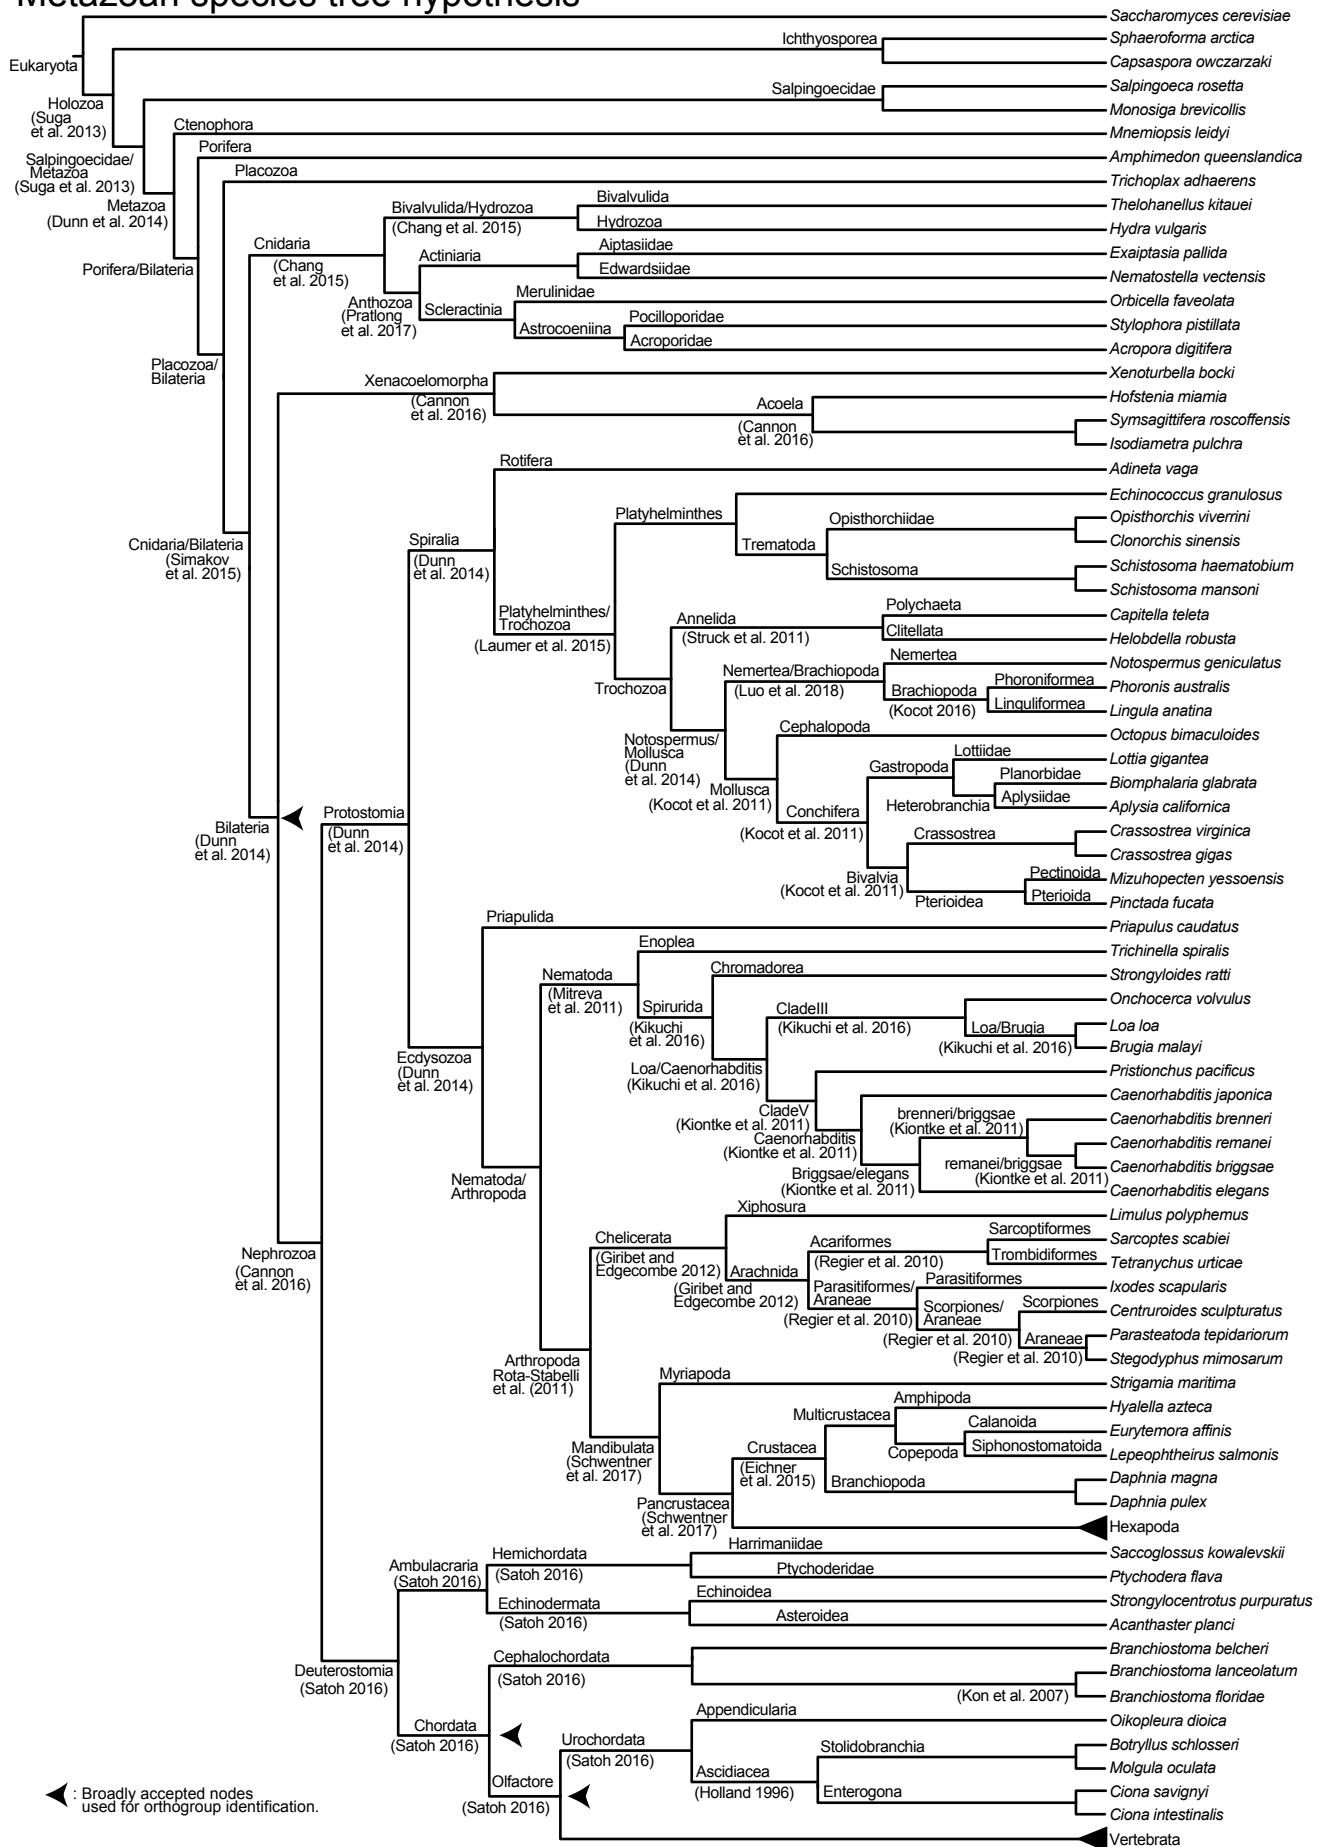 Metazoan species tree hypothesis
Saccharomyces cerevisiae
Ichthyosporea
Sphaeroforma arctica
Capsaspora owczarzaki
Eukaryota
Salpingoecidae
Salpingoeca rosetta
Monosiga brevicollis
Holozoa
(Suga
et al. 2013)
Ctenophora
Mnemiopsis leidyi
Porifera
Amphimedon queenslandica
Salpingoecidae/
Metazoa
(Suga et al. 2013)
Placozoa
Trichoplax adhaerens
Metazoa
(Dunn et al. 2014)
Bivalvulida/Hydrozoa
(Chang et al. 2015)
Bivalvulida
Thelohanellus kitauei
Hydrozoa
Hydra vulgaris
Porifera/Bilateria
Cnidaria
(Chang
et al. 2015)
Actiniaria
Aiptasiidae
Exaiptasia pallida
Edwardsiidae
Nematostella vectensis
Anthozoa
(Pratlong
et al. 2017)
Scleractinia
Merulinidae
Orbicella faveolata
Astrocoeniina
Pocilloporidae
Stylophora pistillata
Acroporidae
Acropora digitifera
Placozoa/
Bilateria
Xenacoelomorpha
(Cannon
et al. 2016)
Xenoturbella bocki
Acoela
(Cannon
et al. 2016)
Hofstenia miamia
Symsagittifera roscoffensis
Isodiametra pulchra
Rotifera
Adineta vaga
Cnidaria/Bilateria
(Simakov
et al. 2015)
Spiralia
(Dunn
et al. 2014)
Platyhelminthes
Echinococcus granulosus
Trematoda
Opisthorchiidae
Opisthorchis viverrini
Clonorchis sinensis
Schistosoma
Schistosoma haematobium
Schistosoma mansoni
Platyhelminthes/
Trochozoa
(Laumer et al. 2015)
Annelida
(Struck et al. 2011)
Polychaeta
Capitella teleta
Clitellata
Helobdella robusta
Trochozoa
Nemertea/Brachiopoda
(Luo et al. 2018)
Nemertea
Notospermus geniculatus
Brachiopoda
(Kocot 2016)
Phoroniformea
Phoronis australis
Linguliformea
Lingula anatina
Notospermus/
Mollusca
(Dunn
et al. 2014)
Cephalopoda
Octopus bimaculoides
Mollusca
(Kocot et al. 2011)
Gastropoda
Lottiidae
Lottia gigantea
Heterobranchia
Planorbidae
Biomphalaria glabrata
Aplysiidae
Aplysia californica
Conchifera
(Kocot et al. 2011)
Crassostrea
Crassostrea virginica
Crassostrea gigas
Bivalvia
(Kocot et al. 2011)
Pterioidea
Pectinoida
Mizuhopecten yessoensis
Pterioida
Pinctada fucata
Bilateria
(Dunn
et al. 2014)
Protostomia
(Dunn
et al. 2014)
Priapulida
Priapulus caudatus
Enoplea
Trichinella spiralis
Nematoda
(Mitreva
et al. 2011)
Chromadorea
Strongyloides ratti
Spirurida
(Kikuchi
et al. 2016)
CladeIII
(Kikuchi et al. 2016)
Onchocerca volvulus
Loa/Brugia
(Kikuchi et al. 2016)
Loa loa
Brugia malayi
Ecdysozoa
(Dunn
et al. 2014)
Loa/Caenorhabditis
(Kikuchi et al. 2016)
Pristionchus pacificus
CladeV
(Kiontke et al. 2011)
Caenorhabditis japonica
Caenorhabditis
(Kiontke et al. 2011)
brenneri/briggsae
(Kiontke et al. 2011)
Caenorhabditis brenneri
remanei/briggsae
(Kiontke et al. 2011)
Caenorhabditis remanei
Caenorhabditis briggsae
Briggsae/elegans
(Kiontke et al. 2011)
Caenorhabditis elegans
Nematoda/
Arthropoda
Xiphosura
Limulus polyphemus
Chelicerata
(Giribet and
Edgecombe 2012)
Arachnida
(Giribet and
Edgecombe 2012)
Acariformes
(Regier et al. 2010)
Sarcoptiformes
Sarcoptes scabiei
Trombidiformes
Tetranychus urticae
Parasitiformes/
Araneae
(Regier et al. 2010)
Parasitiformes
Ixodes scapularis
Scorpiones/
Araneae
(Regier et al. 2010)
Scorpiones
Centruroides sculpturatus
Araneae
(Regier et al. 2010)
Parasteatoda tepidariorum
Stegodyphus mimosarum
Nephrozoa
(Cannon
et al. 2016)
Arthropoda
Rota-Stabelli
et al. (2011)
Myriapoda
Strigamia maritima
Mandibulata
(Schwentner
et al. 2017)
Multicrustacea
Amphipoda
Hyalella azteca
Copepoda
Calanoida
Eurytemora affinis
Siphonostomatoida
Lepeophtheirus salmonis
Crustacea
(Eichner
et al. 2015)
Branchiopoda
Daphnia magna
Daphnia pulex
Pancrustacea
(Schwentner
et al. 2017)
Hexapoda
Ambulacraria
(Satoh 2016)
Hemichordata
(Satoh 2016)
Harrimaniidae
Saccoglossus kowalevskii
Ptychoderidae
Ptychodera flava
Echinodermata
(Satoh 2016)
Echinoidea
Strongylocentrotus purpuratus
Asteroidea
Acanthaster planci
Deuterostomia
(Satoh 2016)
Cephalochordata
(Satoh 2016)
Branchiostoma belcheri
Branchiostoma lanceolatum
(Kon et al. 2007)
Branchiostoma floridae
Chordata
(Satoh 2016)
Urochordata
(Satoh 2016)
Appendicularia
Oikopleura dioica
Ascidiacea
(Holland 1996)
Stolidobranchia
Botryllus schlosseri
Molgula oculata
Enterogona
Ciona savignyi
Ciona intestinalis
Olfactore
(Satoh 2016)
Vertebrata
: Broadly accepted nodes
used for orthogroup identification.